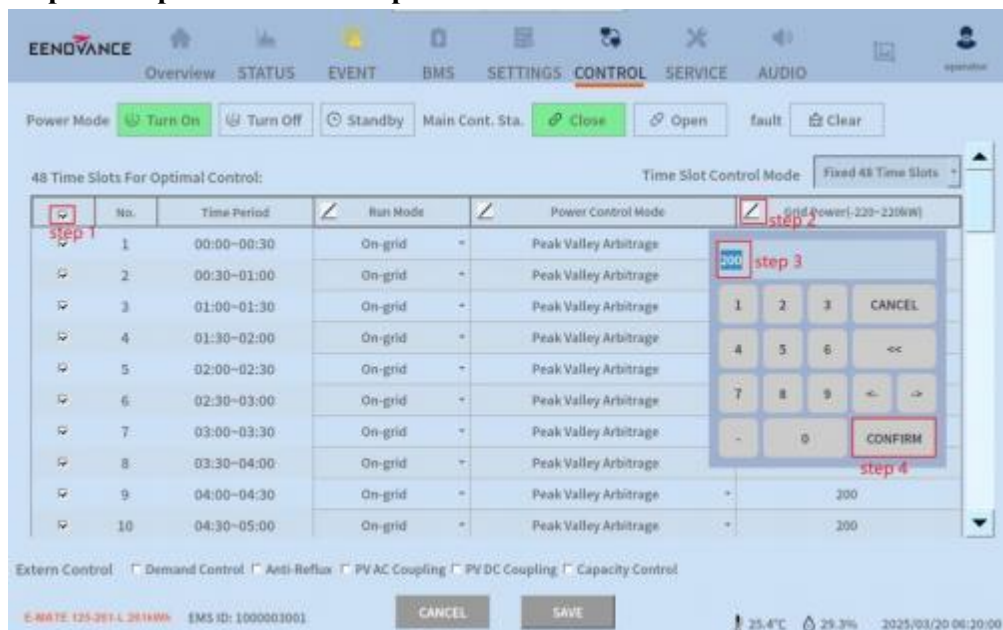 EENOVANCE
Overview STATUS EVENT BMS SETTINGS CONTROL SERVICE AUDIO operator
Power Mode Turn On Turn Off Standby Main Cont. Sta. Close Open fault Clear
48 Time Slots For Optimal Control: Time Slot Control Mode Fixed 48 Time Slots
No. Time Period Run Mode Power Control Mode Grid Power(-220~220kW)
step 1 step 2
1 00:00~00:30 On-grid Peak Valley Arbitrage
200 step 3
2 00:30~01:00 On-grid Peak Valley Arbitrage
3 01:00~01:30 On-grid Peak Valley Arbitrage 1 2 3 CANCEL
4 01:30~02:00 On-grid Peak Valley Arbitrage 4 5 6 <<
5 02:00~02:30 On-grid Peak Valley Arbitrage
6 02:30~03:00 On-grid Peak Valley Arbitrage 7 8 9 <- ->
7 03:00~03:30 On-grid Peak Valley Arbitrage - 0 CONFIRM
8 03:30~04:00 On-grid Peak Valley Arbitrage step 4
9 04:00~04:30 On-grid Peak Valley Arbitrage 200
10 04:30~05:00 On-grid Peak Valley Arbitrage 200
Extern Control Demand Control Anti-Reflux PV AC Coupling PV DC Coupling Capacity Control
CANCEL SAVE
EMS ID: 1000003001 25.4°C 29.3% 2025/03/20 06:20:00